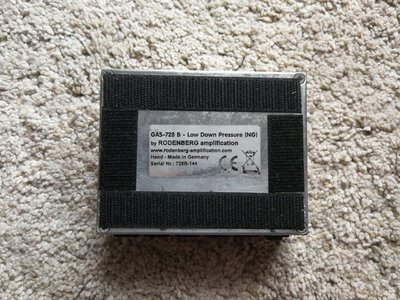 GAS-728 B - Low Down Pressure (NG)
by RODENBERG amplification
www.rodenberg-amplification.com
Hand - Made in Germany
Serial Nr.: 728B-144
CE